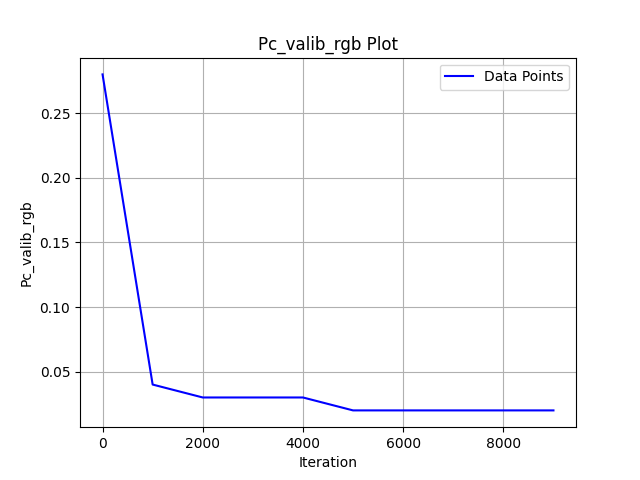 Pc_valib_rgb Plot
Data Points
Pc_valib_rgb
0.25
0.20
0.15
0.10
0.05
0 2000 4000 6000 8000
Iteration